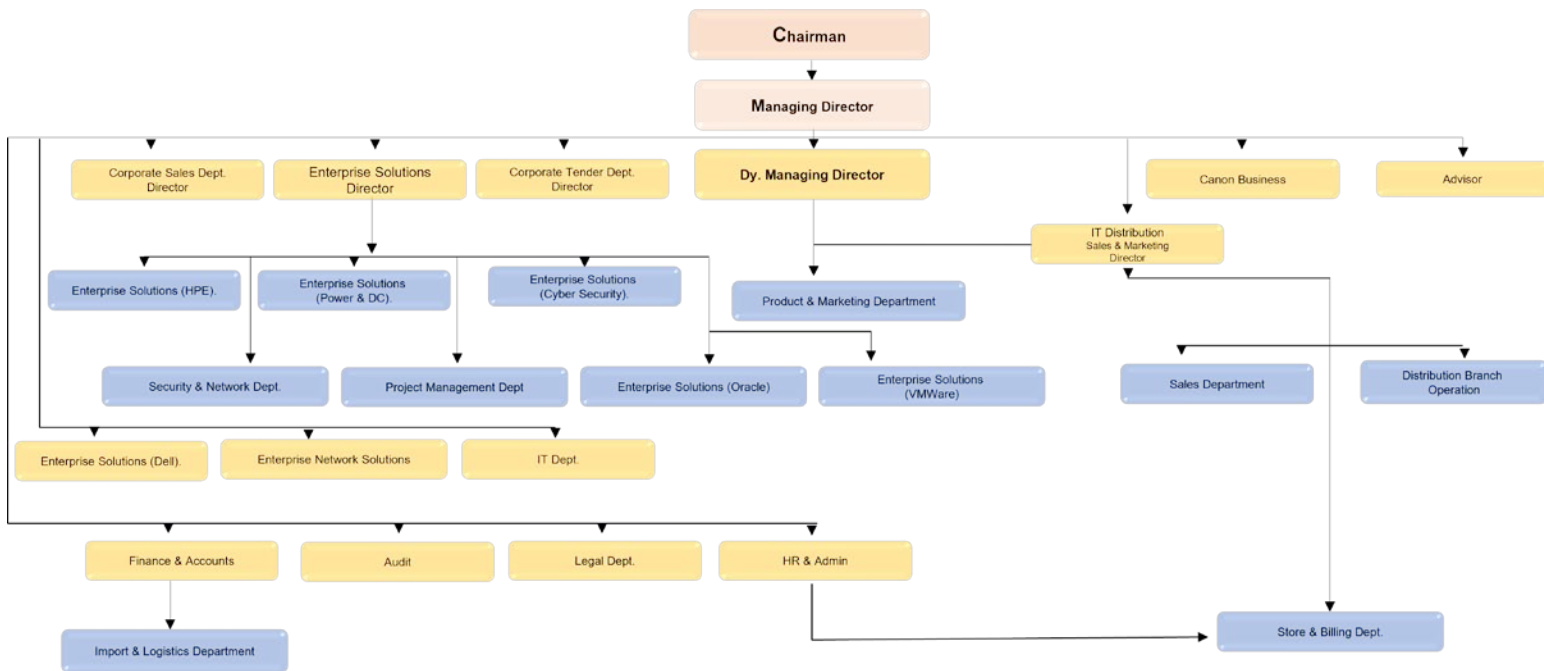 Chairman
Managing Director
Corporate Sales Dept.
Director
Enterprise Solutions
Director
Corporate Tender Dept.
Director
Dy. Managing Director
Canon Business
Advisor
IT Distribution
Sales & Marketing
Director
Enterprise Solutions (HPE).
Enterprise Solutions
(Power & DC).
Enterprise Solutions
(Cyber Security).
Product & Marketing Department
Security & Network Dept.
Project Management Dept
Enterprise Solutions (Oracle)
Enterprise Solutions
(VMWare)
Sales Department
Distribution Branch
Operation
Enterprise Solutions (Dell).
Enterprise Network Solutions
IT Dept.
Finance & Accounts
Audit
Legal Dept.
HR & Admin
Import & Logistics Department
Store & Billing Dept.